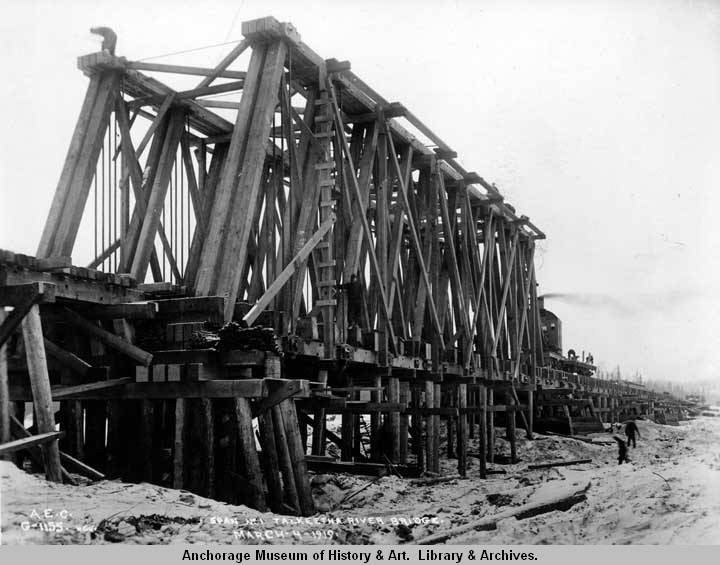 A.E.C.
G-1155
SPAN No 1 TALKEETNA RIVER BRIDGE.
MARCH-4-1919.
Anchorage Museum of History & Art. Library & Archives.